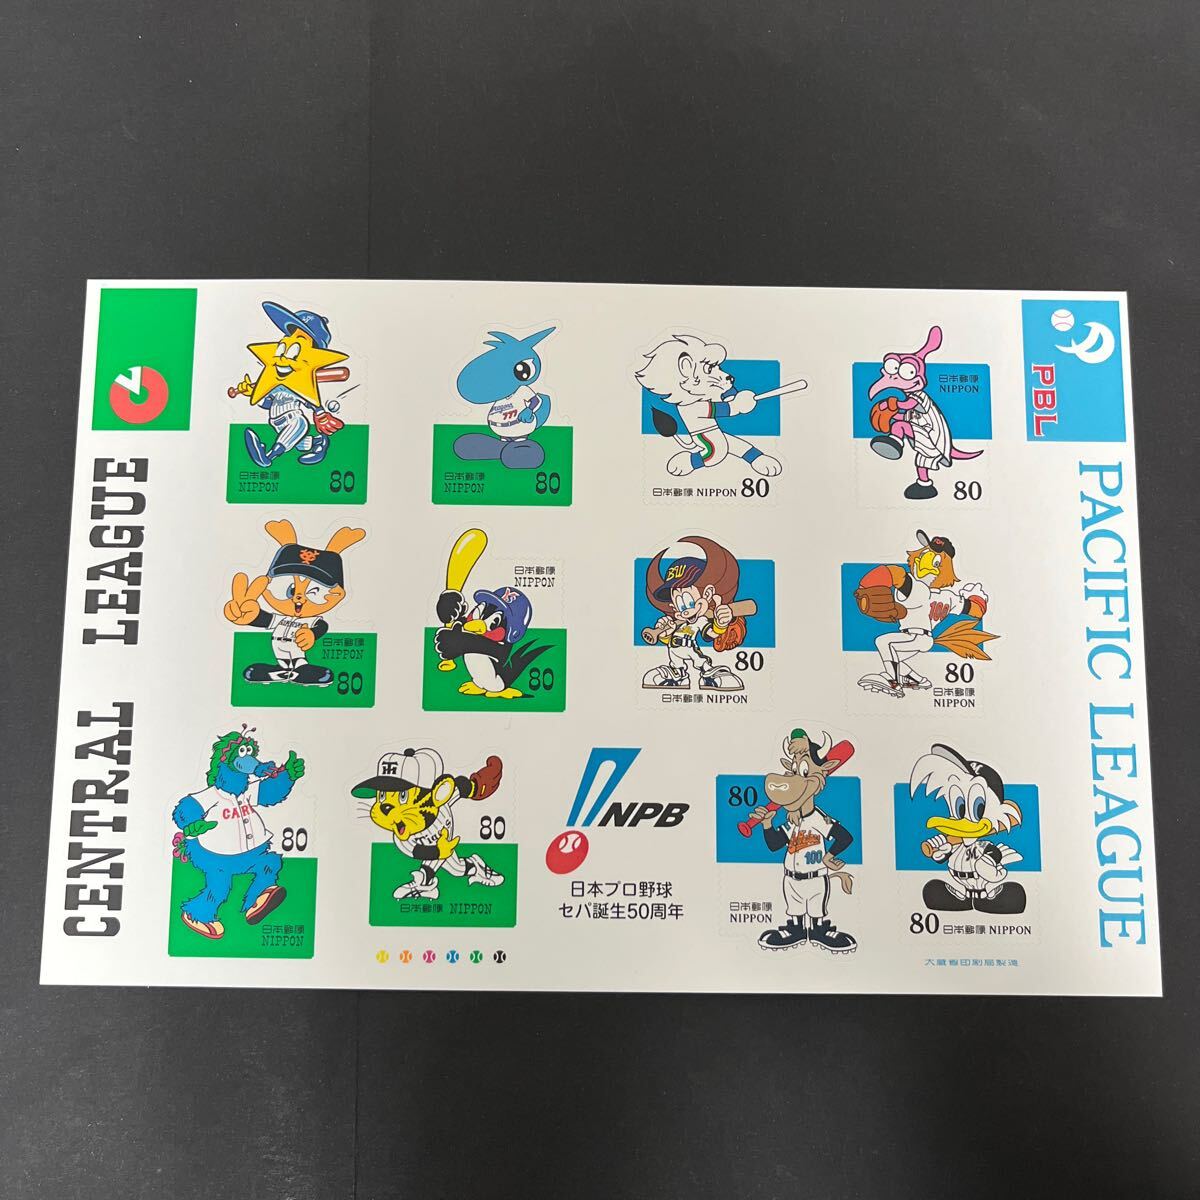 CENTRAL LEAGUE
PACIFIC LEAGUE
PBL
日本郵便
NIPPON 80
日本郵便
NIPPON 80
777
日本郵便 NIPPON 80
日本郵便
NIPPON
80
日本郵便
NIPPON
80
日本郵便
NIPPON
80
YS
BW
80
日本郵便 NIPPON
100
80
日本郵便
NIPPON
CARP
80
日本郵便
NIPPON
80
日本郵便 NIPPON
NPB
日本プロ野球
セパ誕生50周年
80
100
日本郵便
NIPPON
M
80 日本郵便 NIPPON
大蔵省印刷局製造